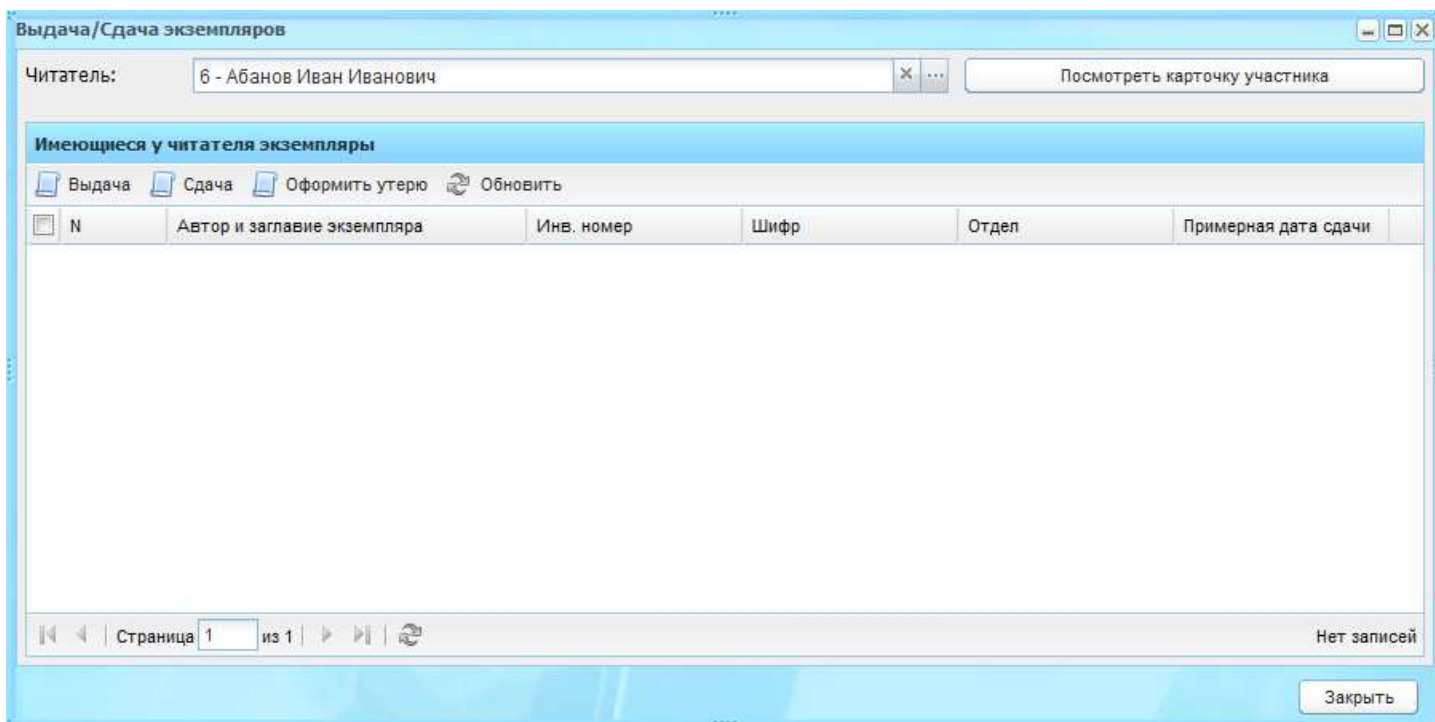 Выдача/Сдача экземпляров
Читатель: 6 - Абанов Иван Иванович Посмотреть карточку участника
Имеющиеся у читателя экземпляры
Выдача Сдача Оформить утерю Обновить
N Автор и заглавие экземпляра Инв. номер Шифр Отдел Примерная дата сдачи
Страница 1 из 1 Нет записей
Закрыть